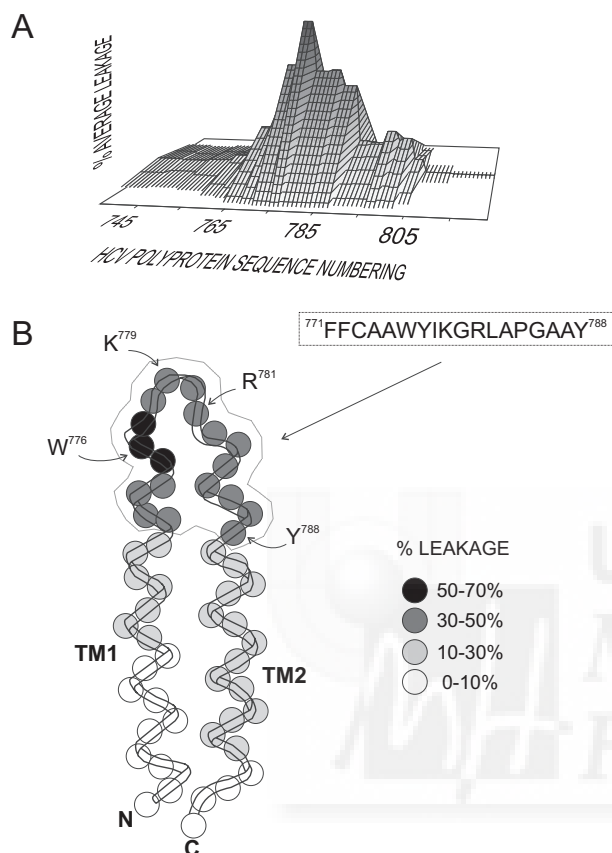 A
% AVERAGE LEAKAGE
745 765 785 805
HCV POLYPROTEIN SEQUENCE NUMBERING
B
771FFCAAWYIKGRLAPGAAY788
K779
R781
W776
Y788
% LEAKAGE
50-70%
30-50%
10-30%
0-10%
TM1
TM2
N
C